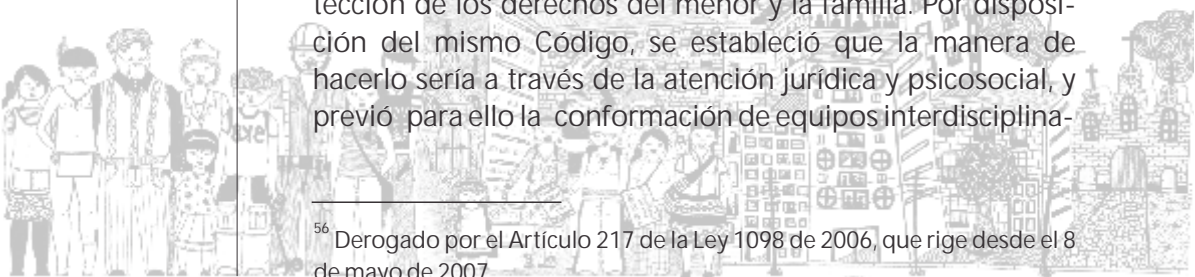 tección de los derechos del menor y la familia. Por disposi-
ción del mismo Código, se estableció que la manera de
hacerlo sería a través de la atención jurídica y psicosocial, y
previó para ello la conformación de equipos interdisciplina-
56 Derogado por el Artículo 217 de la Ley 1098 de 2006, que rige desde el 8
de mayo de 2007.